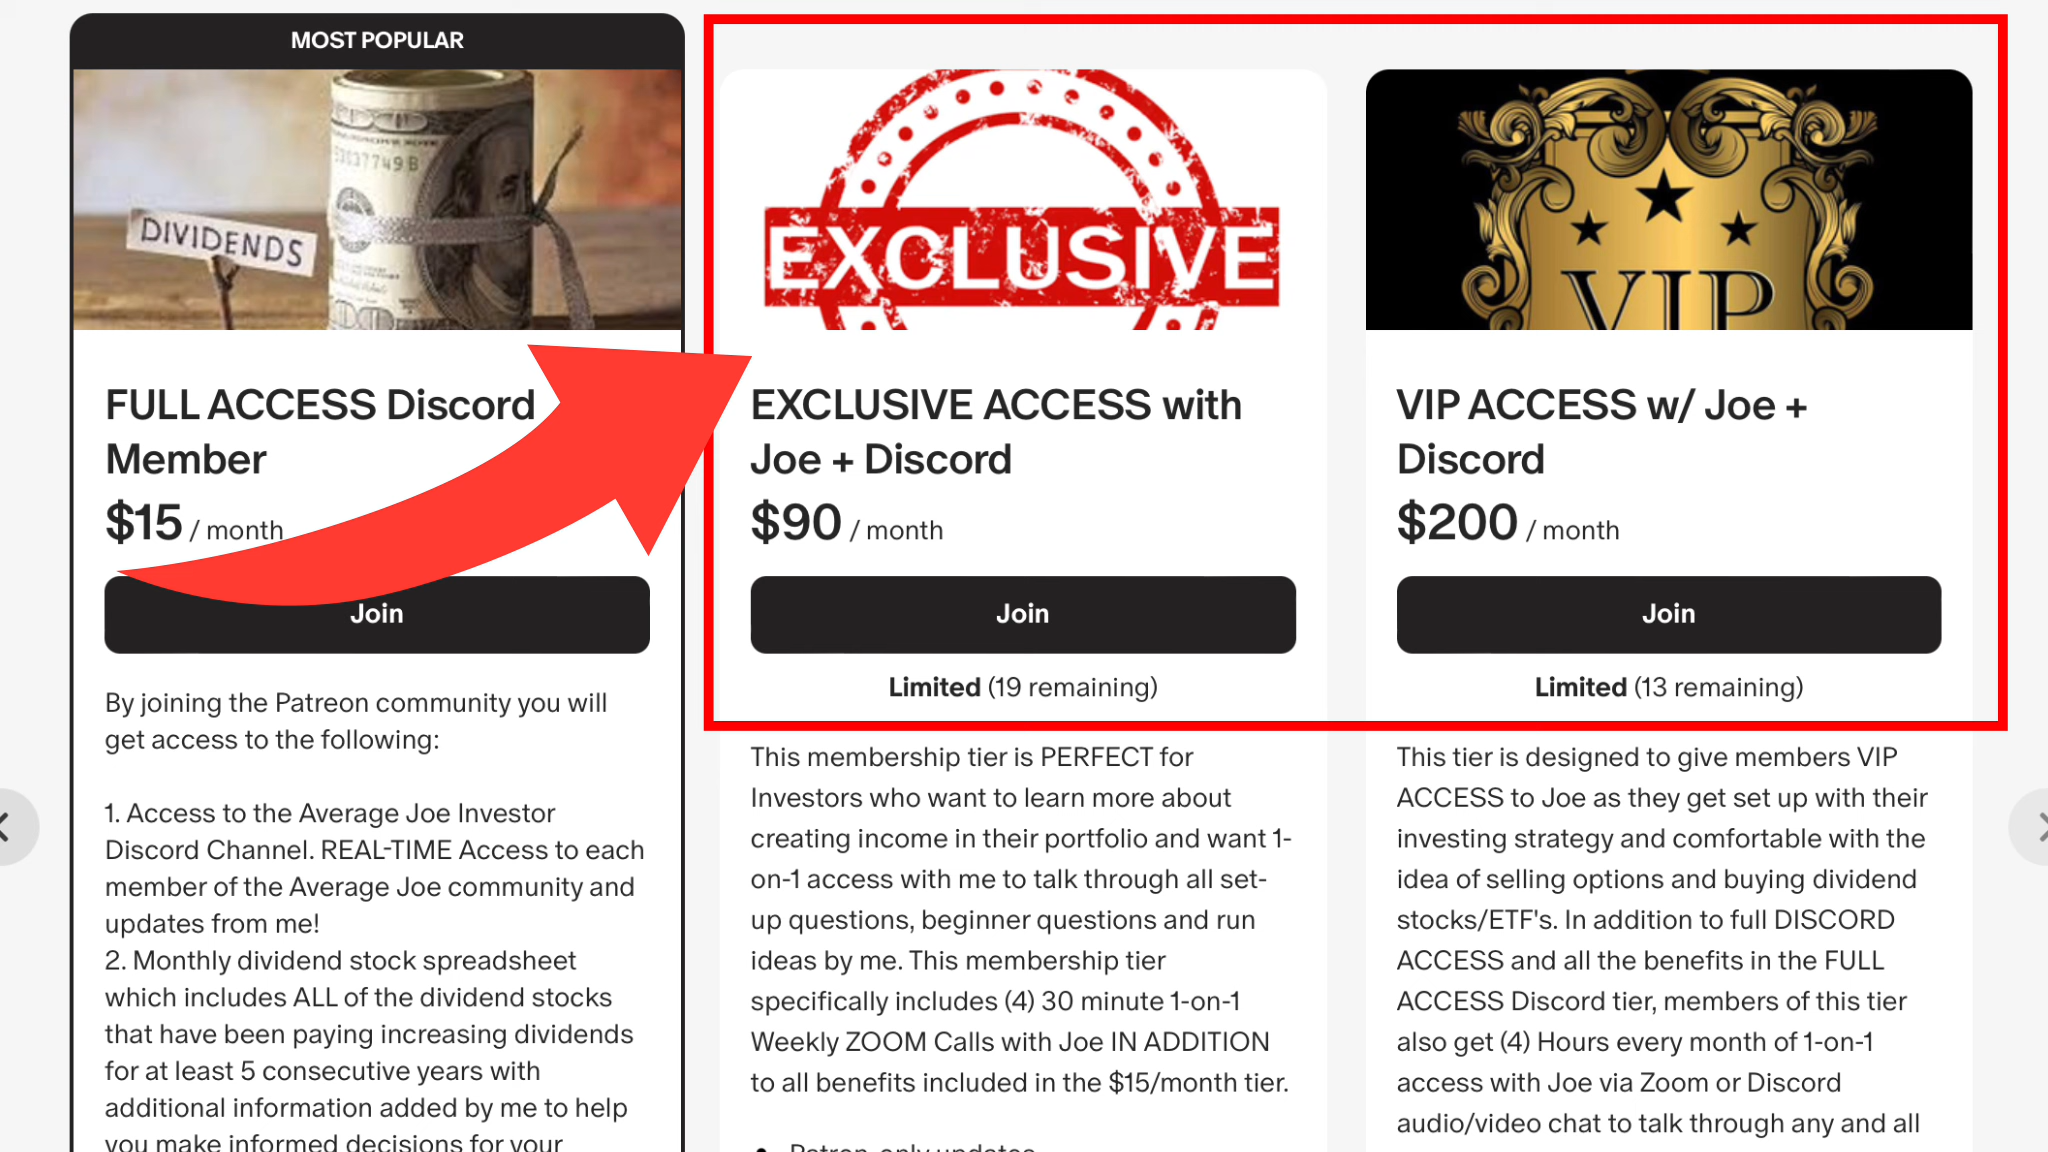 MOST POPULAR
DIVIDENDS
FULL ACCESS Discord
Member
$15 / month
Join
By joining the Patreon community you will
get access to the following:
1. Access to the Average Joe Investor
Discord Channel. REAL-TIME Access to each
member of the Average Joe community and
updates from me!
2. Monthly dividend stock spreadsheet
which includes ALL of the dividend stocks
that have been paying increasing dividends
for at least 5 consecutive years with
additional information added by me to help
you make informed decisions for your
EXCLUSIVE
EXCLUSIVE ACCESS with
Joe + Discord
$90 / month
Join
Limited (19 remaining)
This membership tier is PERFECT for
Investors who want to learn more about
creating income in their portfolio and want 1-
on-1 access with me to talk through all set-
up questions, beginner questions and run
ideas by me. This membership tier
specifically includes (4) 30 minute 1-on-1
Weekly ZOOM Calls with Joe IN ADDITION
to all benefits included in the $15/month tier.
Patron-only updates
VIP
VIP ACCESS w/ Joe +
Discord
$200 / month
Join
Limited (13 remaining)
This tier is designed to give members VIP
ACCESS to Joe as they get set up with their
investing strategy and comfortable with the
idea of selling options and buying dividend
stocks/ETF's. In addition to full DISCORD
ACCESS and all the benefits in the FULL
ACCESS Discord tier, members of this tier
also get (4) Hours every month of 1-on-1
access with Joe via Zoom or Discord
audio/video chat to talk through any and all